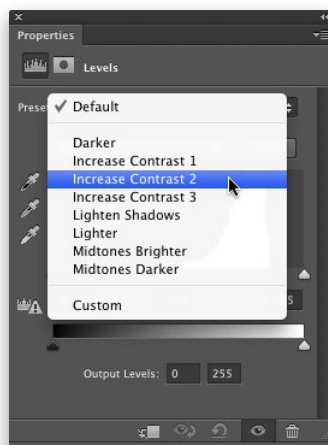 Properties
Levels
Prese
✓ Default
Darker
Increase Contrast 1
Increase Contrast 2
Increase Contrast 3
Lighten Shadows
Lighter
Midtones Brighter
Midtones Darker
Custom
5
Output Levels: 0 255